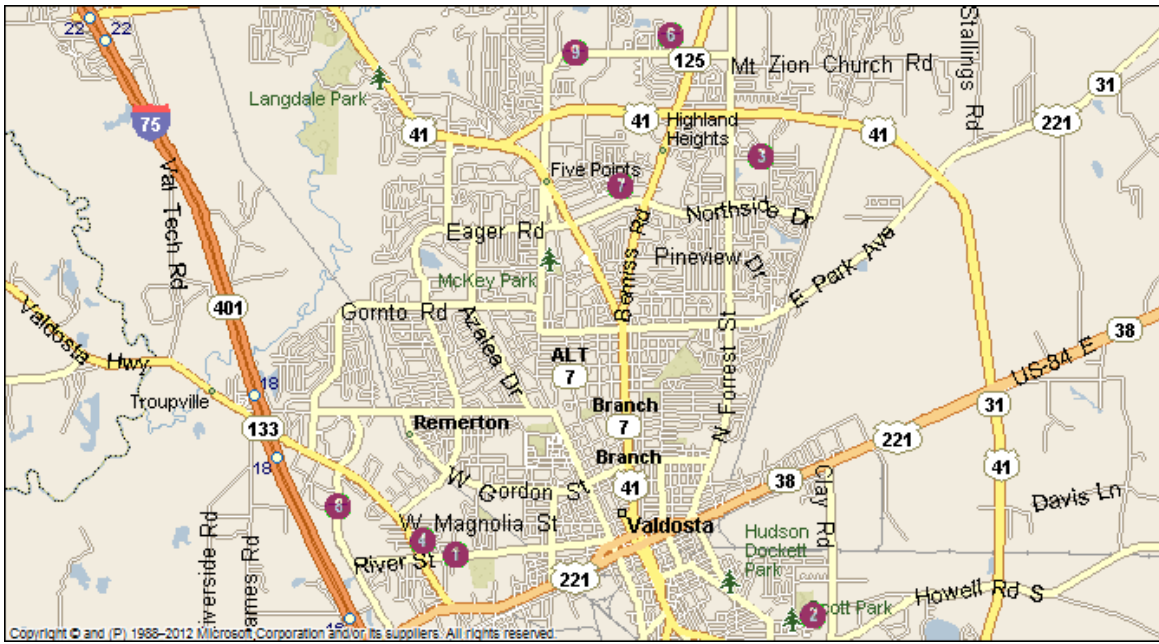 22
22
6
9
125
Mt Zion Church Rd
Stallings Rd
31
Langdale Park
75
41
41
Highland
Heights
41
221
3
Five Points
7
Val Tech Rd
Northside Dr
Eager Rd
Bemiss Rd
Pineview Dr
E Park Ave
McKey Park
401
Gornto Rd
Valdosta Hwy
Azalea Dr
N Forrest St
ALT
7
US-84 E
38
18
Troupville
Branch
7
31
Remerton
133
221
18
Branch
41
41
38
Clay Rd
W Gordon St
Davis Ln
8
W Magnolia St
Valdosta
4
1
Hudson
Dockett
Park
River St
221
Riverside Rd
James Rd
Howell Rd S
2
Scott Park
16
Copyright © and (P) 1988–2012 Microsoft Corporation and/or its suppliers. All rights reserved.